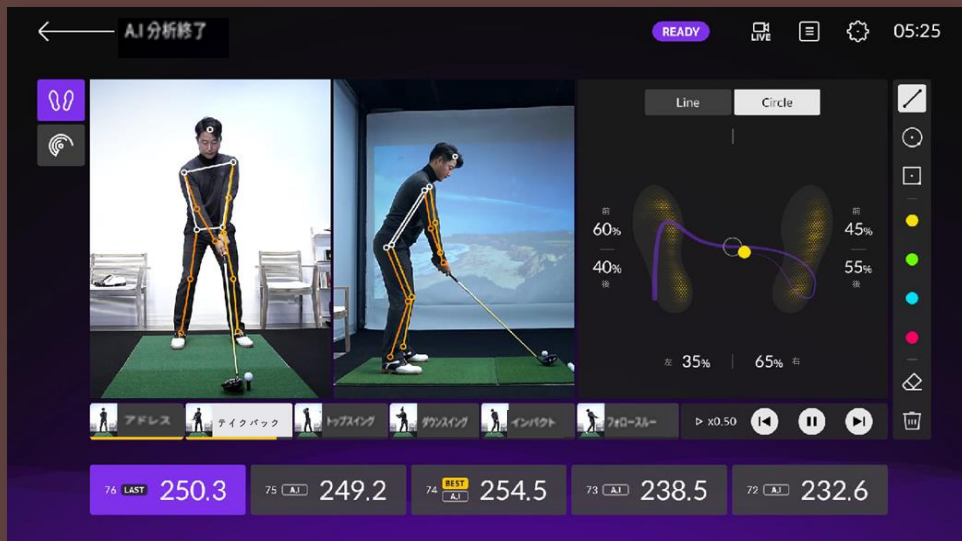 A.I 分析終了
READY
LIVE
05:25
Line
Circle
前
60%
40%
後
前
45%
55%
後
左 35%
65% 右
アドレス
テイクバック
トップスイング
ダウンスイング
インパクト
フォロースルー
x0.50
76 LAST 250.3
75 A.I 249.2
74 BEST A.I 254.5
73 A.I 238.5
72 A.I 232.6